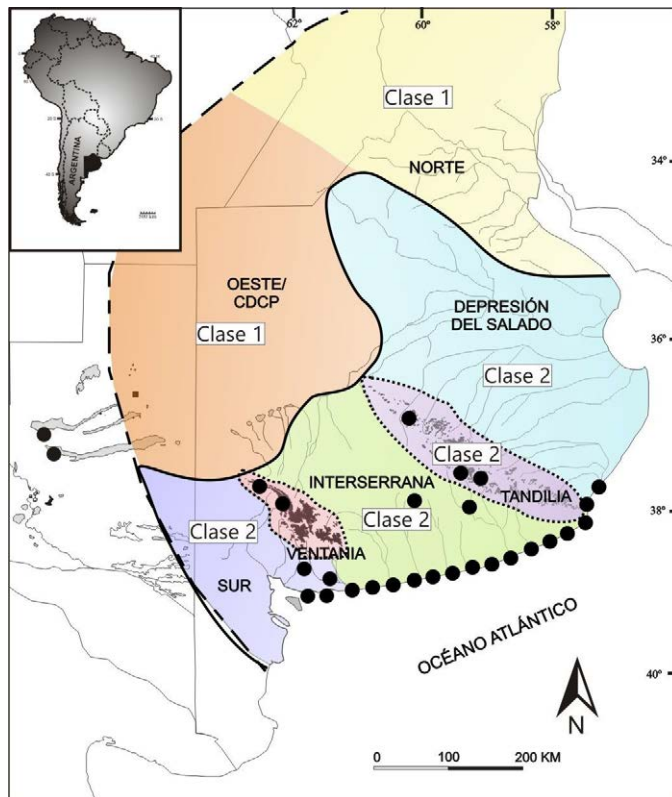 62°
60°
58°
ARGENTINA
Clase 1
34°
NORTE
OESTE/
CDCP
Clase 1
DEPRESIÓN
DEL SALADO
36°
Clase 2
Clase 2
INTERSERRANA
TANDILIA
Clase 2
38°
Clase 2
VENTANIA
SUR
OCÉANO ATLÁNTICO
40°
N
0 100 200 KM